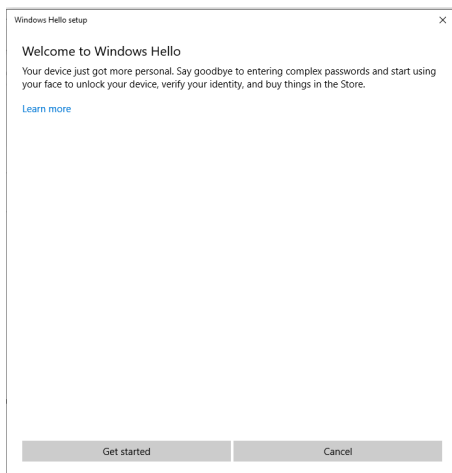 Windows Hello setup
Welcome to Windows Hello
Your device just got more personal. Say goodbye to entering complex passwords and start using
your face to unlock your device, verify your identity, and buy things in the Store.
Learn more
Get started
Cancel